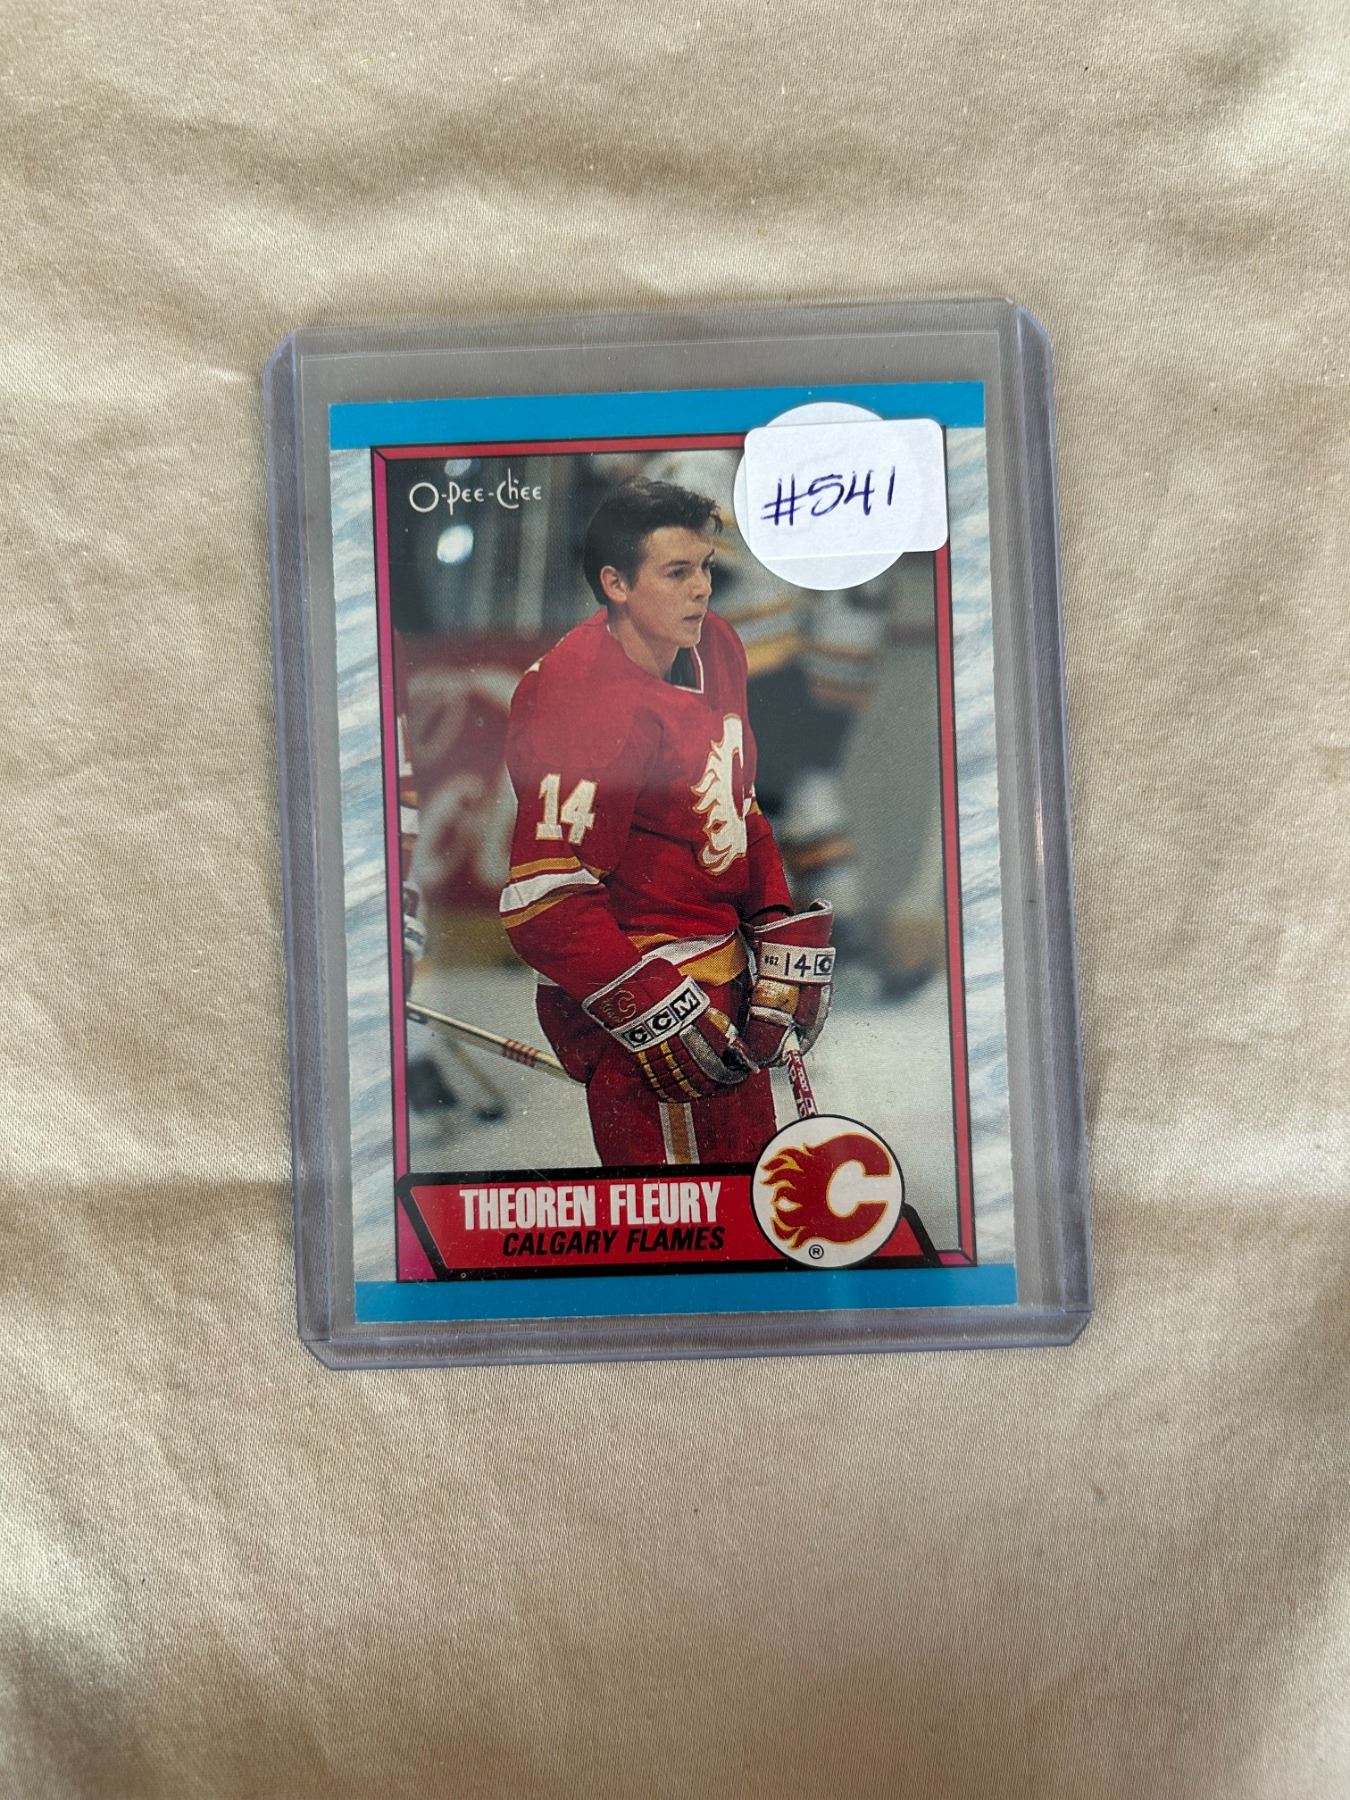 O-Pee-Chee
#541
14
14
CCM
THEOREN FLEURY
CALGARY FLAMES
C
®